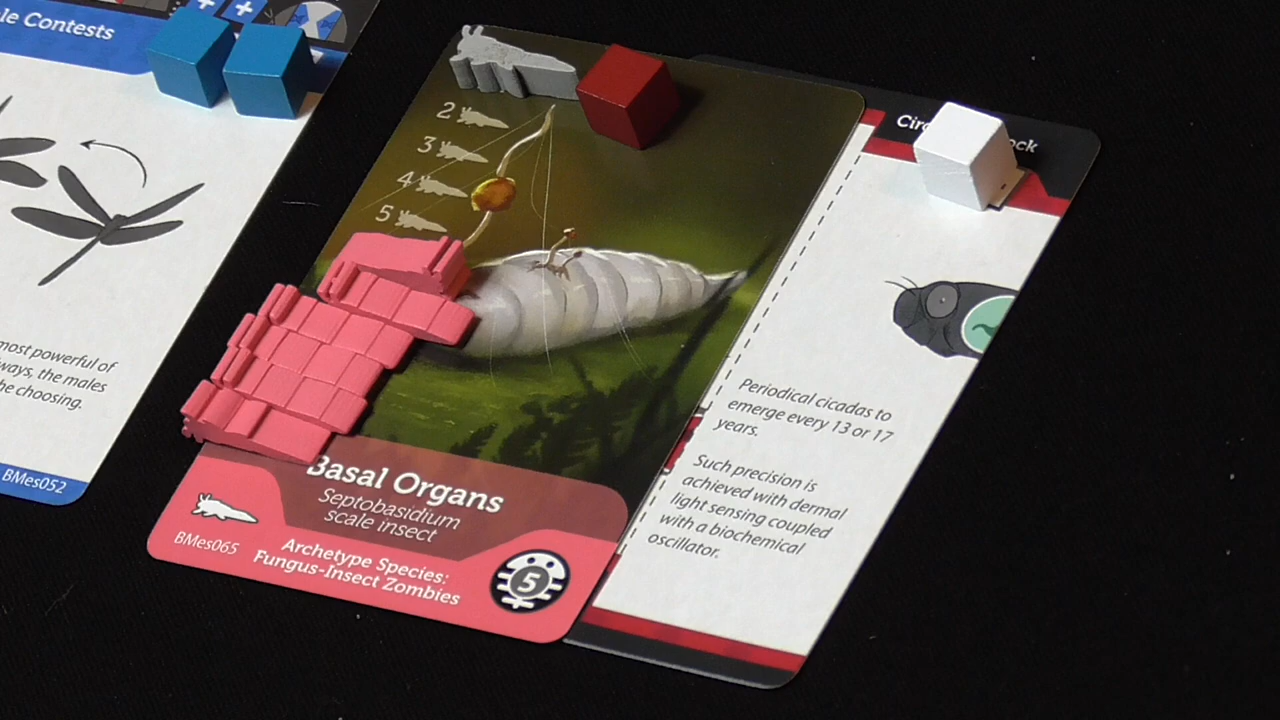 le Contests
most powerful of
ways, the males
he choosing.
BMes052
2
3
4
5
Basal Organs
Septobasidium
scale insect
BMes065
Archetype Species:
Fungus-Insect Zombies
5
Circ ock
Periodical cicadas to
emerge every 13 or 17
years.
Such precision is
achieved with dermal
light sensing coupled
with a biochemical
oscillator.